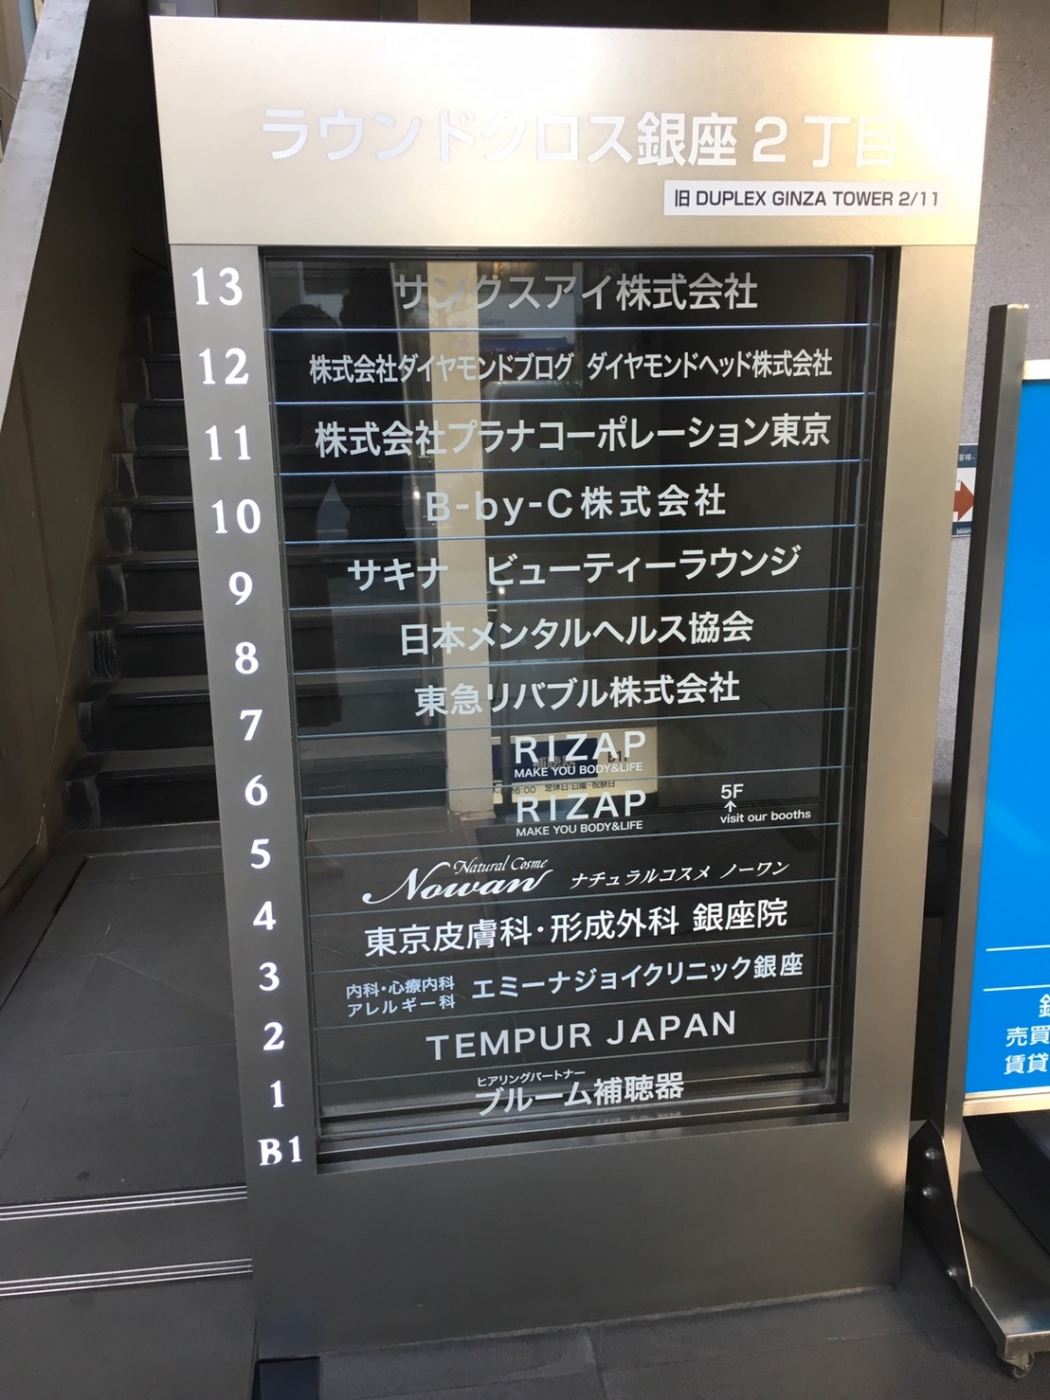 ラウンドクロス銀座2丁目
旧 DUPLEX GINZA TOWER 2/11
13 サングスアイ株式会社
12 株式会社ダイヤモンドブログ ダイヤモンドヘッド株式会社
11 株式会社プラナコーポレーション東京
10 B-by-C株式会社
9 サキナ ビューティーラウンジ
8 日本メンタルヘルス協会
7 東急リバブル株式会社
6 RIZAP
MAKE YOU BODY&LIFE
5 RIZAP
MAKE YOU BODY&LIFE
5F
visit our booths
4 Natural Cosme
Nowan ナチュラルコスメ ノーワン
3 東京皮膚科・形成外科 銀座院
2 内科・心療内科
アレルギー科 エミーナジョイクリニック銀座
1 TEMPUR JAPAN
B1 ヒアリングパートナー
ブルーム補聴器
定休日:日曜・祝祭日
売買
賃貸